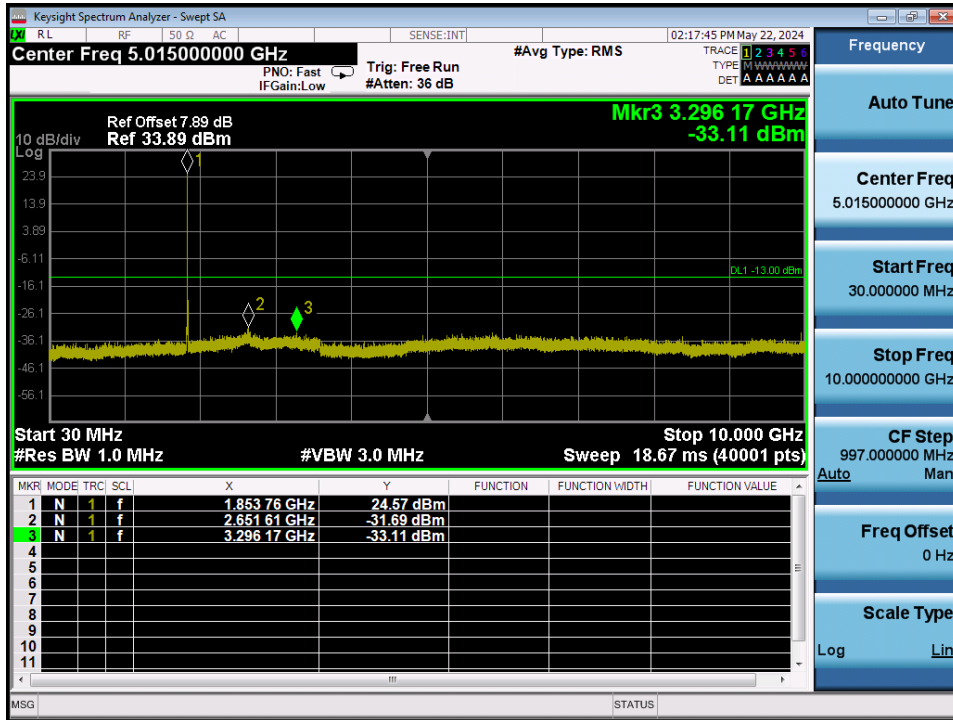 Keysight Spectrum Analyzer - Swept SA
LXI RL RF 50 Ω AC SENSE:INT 02:17:45 PM May 22, 2024
Center Freq 5.015000000 GHz
PNO: Fast
IFGain:Low
Trig: Free Run
#Atten: 36 dB
#Avg Type: RMS
TRACE 1 2 3 4 5 6
TYPE M WWWWW
DET A A A A A A
Ref Offset 7.89 dB
10 dB/div Ref 33.89 dBm
Log
Mkr3 3.296 17 GHz
-33.11 dBm
1
23.9
13.9
3.89
-6.11
DL1 -13.00 dBm
-16.1
-26.1
2
3
-36.1
-46.1
-56.1
Start 30 MHz Stop 10.000 GHz
#Res BW 1.0 MHz #VBW 3.0 MHz Sweep 18.67 ms (40001 pts)
MKR MODE TRC SCL X Y FUNCTION FUNCTION WIDTH FUNCTION VALUE
1 N 1 f 1.853 76 GHz 24.57 dBm
2 N 1 f 2.651 61 GHz -31.69 dBm
3 N 1 f 3.296 17 GHz -33.11 dBm
4
5
6
7
8
9
10
11
MSG STATUS
Frequency
Auto Tune
Center Freq
5.015000000 GHz
Start Freq
30.000000 MHz
Stop Freq
10.000000000 GHz
CF Step
997.000000 MHz
Auto Man
Freq Offset
0 Hz
Scale Type
Log Lin